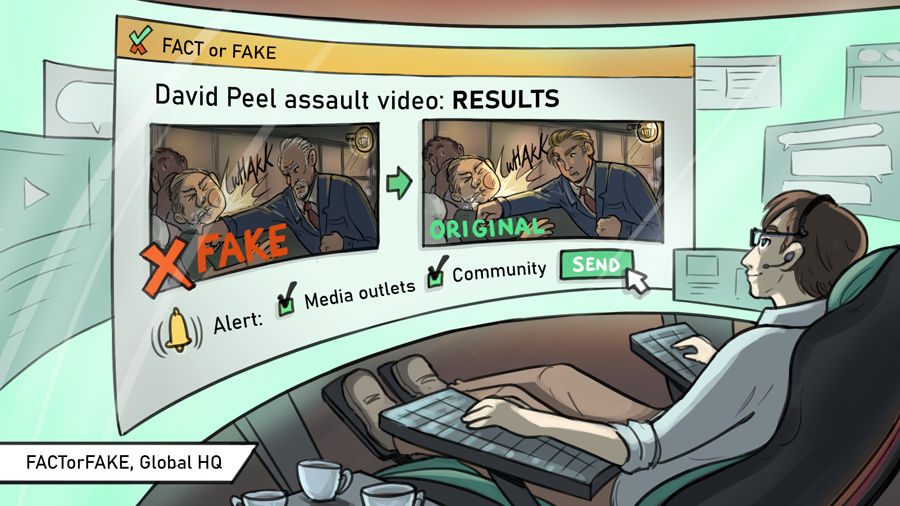 FACT or FAKE
David Peel assault video: RESULTS
WHAKK
WHAKK
FAKE
ORIGINAL
Alert:
Media outlets
Community
SEND
FACTorFAKE, Global HQ